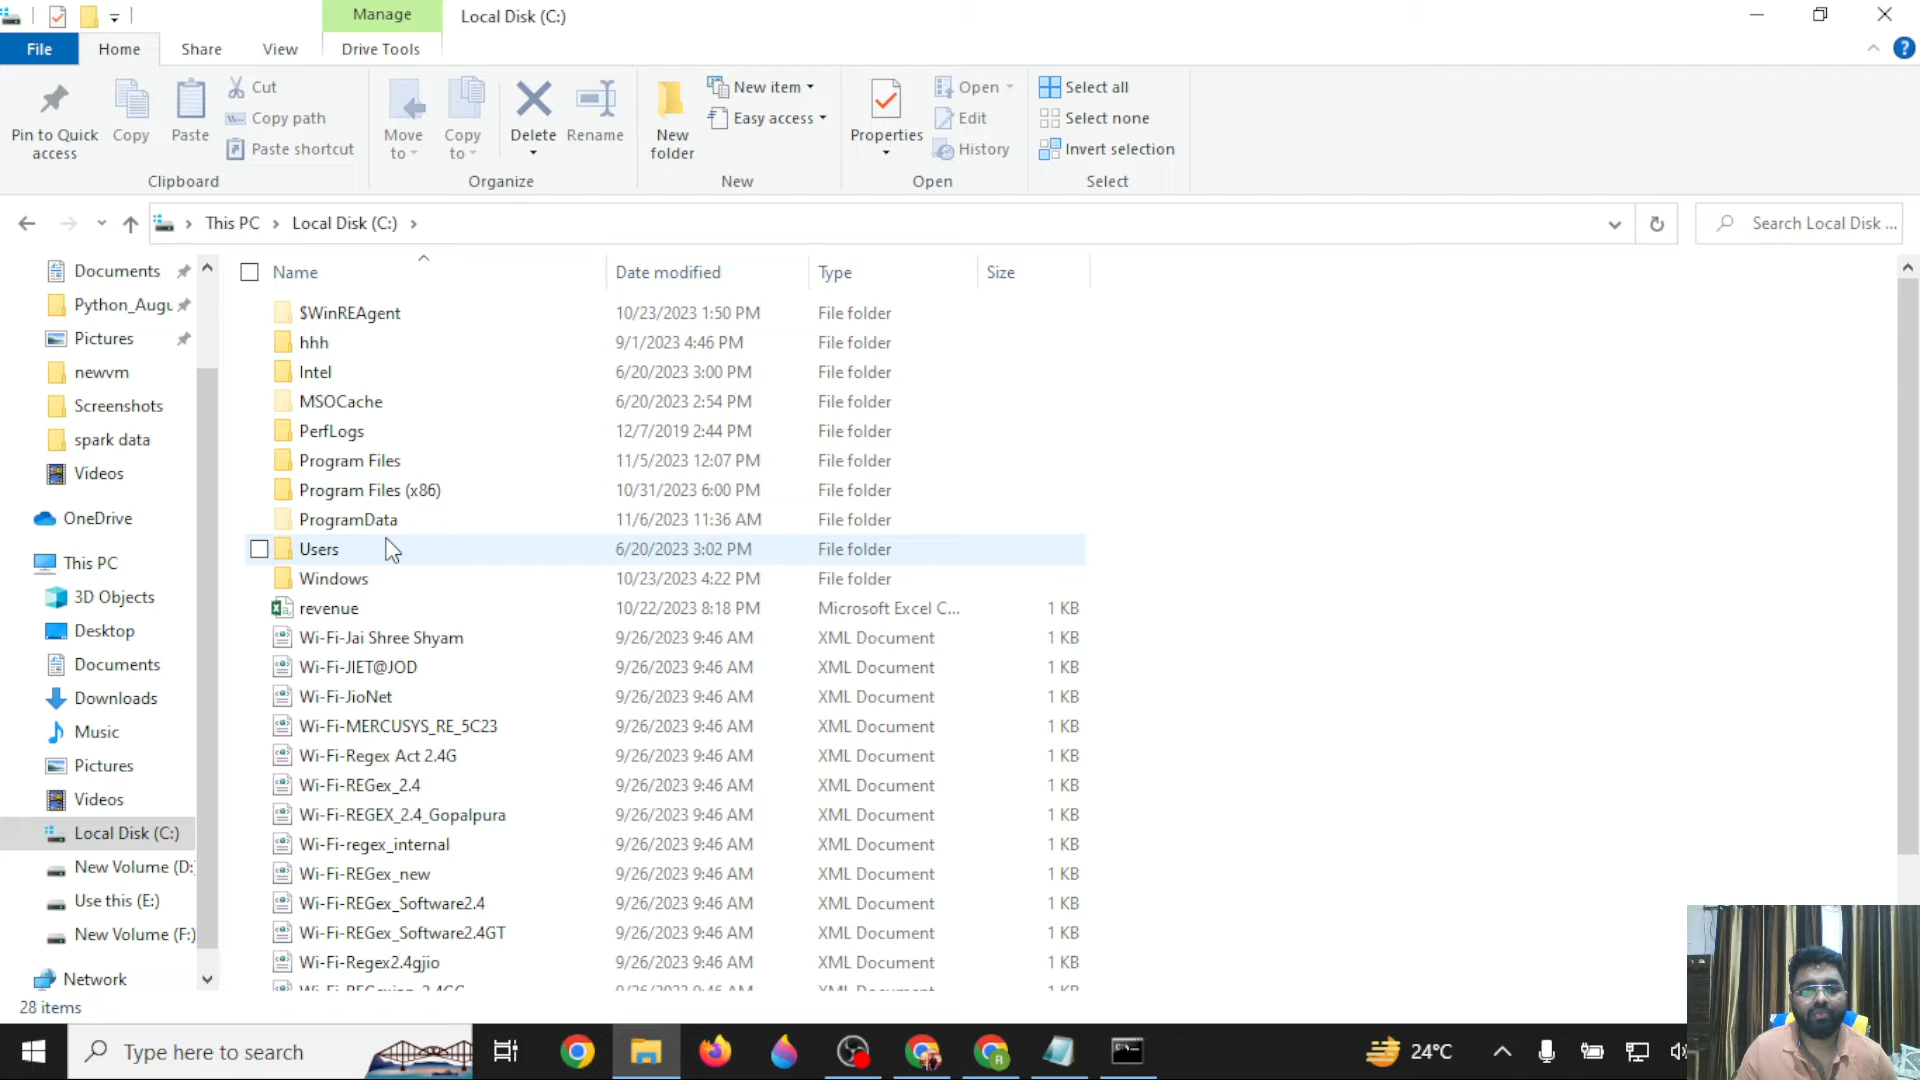 Manage
Local Disk (C:)
File
Home
Share
View
Drive Tools
Pin to Quick access
Copy
Paste
Cut
Copy path
Paste shortcut
Move to
Copy to
Delete
Rename
New folder
New item
Easy access
Properties
Open
Edit
History
Select all
Select none
Invert selection
Clipboard
Organize
New
Open
Select
This PC
Local Disk (C:)
Search Local Disk ...
Documents
Python_Augu
Pictures
newvm
Screenshots
spark data
Videos
OneDrive
This PC
3D Objects
Desktop
Documents
Downloads
Music
Pictures
Videos
Local Disk (C:)
New Volume (D:
Use this (E:)
New Volume (F:)
Network
Name Date modified Type Size
$WinREAgent 10/23/2023 1:50 PM File folder
hhh 9/1/2023 4:46 PM File folder
Intel 6/20/2023 3:00 PM File folder
MSOCache 6/20/2023 2:54 PM File folder
PerfLogs 12/7/2019 2:44 PM File folder
Program Files 11/5/2023 12:07 PM File folder
Program Files (x86) 10/31/2023 6:00 PM File folder
ProgramData 11/6/2023 11:36 AM File folder
Users 6/20/2023 3:02 PM File folder
Windows 10/23/2023 4:22 PM File folder
revenue 10/22/2023 8:18 PM Microsoft Excel C... 1 KB
Wi-Fi-Jai Shree Shyam 9/26/2023 9:46 AM XML Document 1 KB
Wi-Fi-JIET@JOD 9/26/2023 9:46 AM XML Document 1 KB
Wi-Fi-JioNet 9/26/2023 9:46 AM XML Document 1 KB
Wi-Fi-MERCUSYS_RE_5C23 9/26/2023 9:46 AM XML Document 1 KB
Wi-Fi-Regex Act 2.4G 9/26/2023 9:46 AM XML Document 1 KB
Wi-Fi-REGex_2.4 9/26/2023 9:46 AM XML Document 1 KB
Wi-Fi-REGEX_2.4_Gopalpura 9/26/2023 9:46 AM XML Document 1 KB
Wi-Fi-regex_internal 9/26/2023 9:46 AM XML Document 1 KB
Wi-Fi-REGex_new 9/26/2023 9:46 AM XML Document 1 KB
Wi-Fi-REGex_Software2.4 9/26/2023 9:46 AM XML Document 1 KB
Wi-Fi-REGex_Software2.4GT 9/26/2023 9:46 AM XML Document 1 KB
Wi-Fi-Regex2.4gjio 9/26/2023 9:46 AM XML Document 1 KB
28 items
Type here to search
24°C